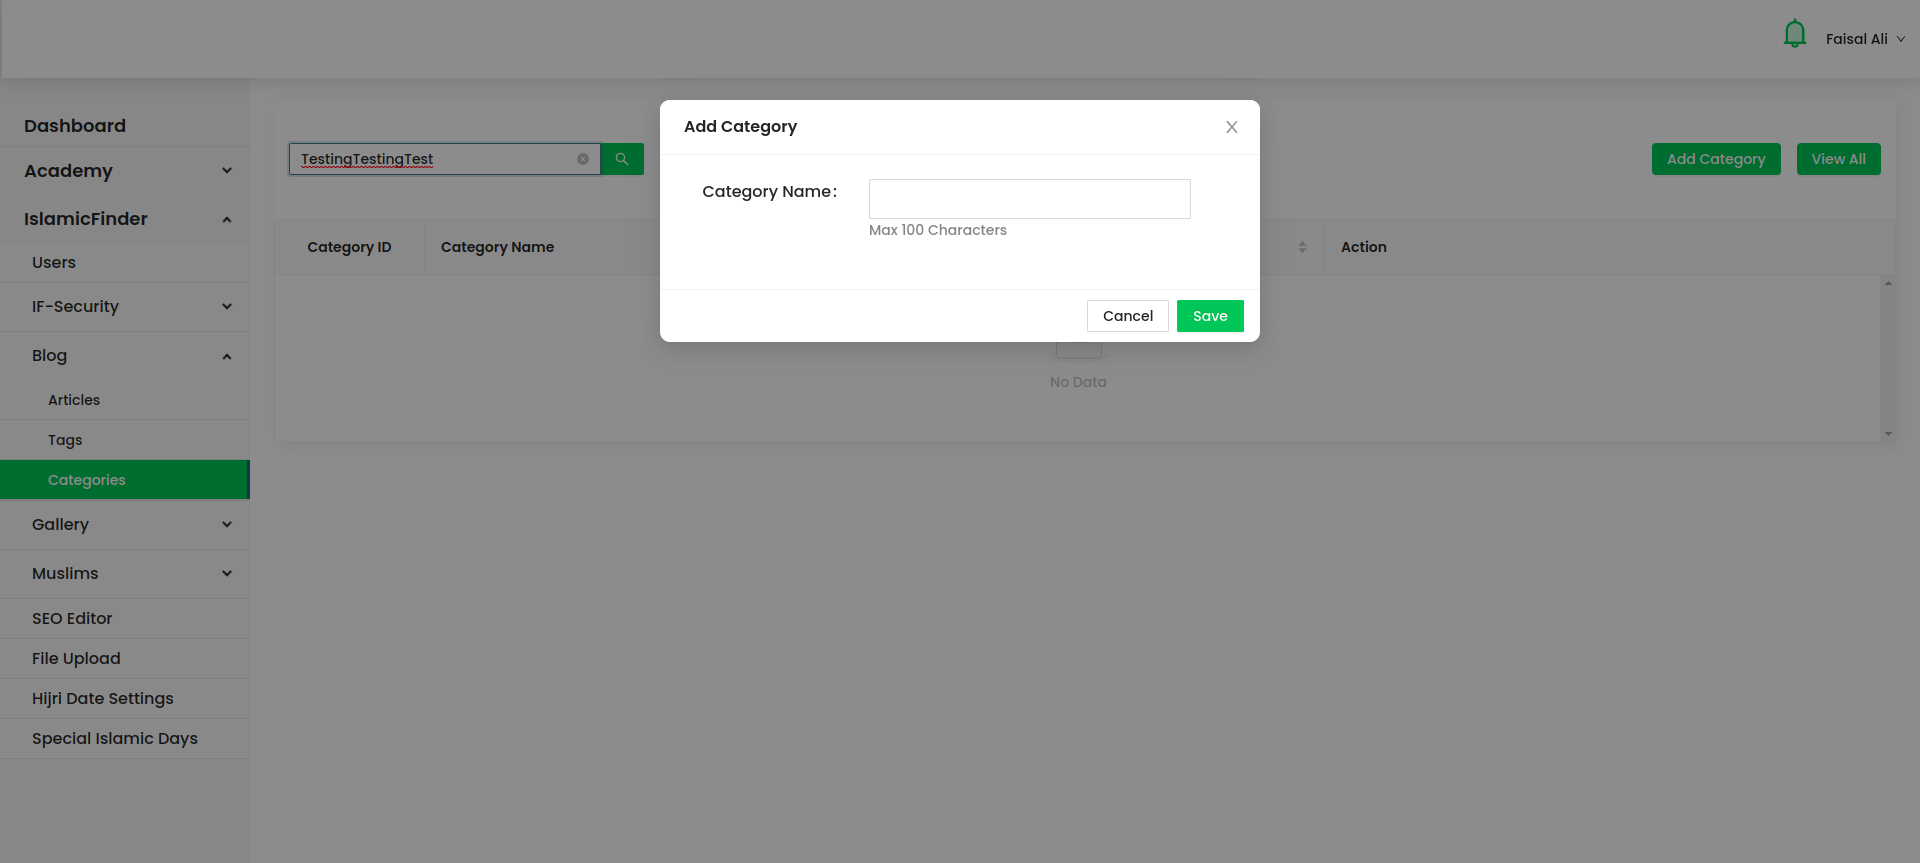 Faisal Ali
Dashboard
Academy
IslamicFinder
Users
IF-Security
Blog
Articles
Tags
Categories
Gallery
Muslims
SEO Editor
File Upload
Hijri Date Settings
Special Islamic Days
TestingTestingTest
Add Category
View All
Category ID
Category Name
Action
No Data
Add Category
X
Category Name:
Max 100 Characters
Cancel
Save